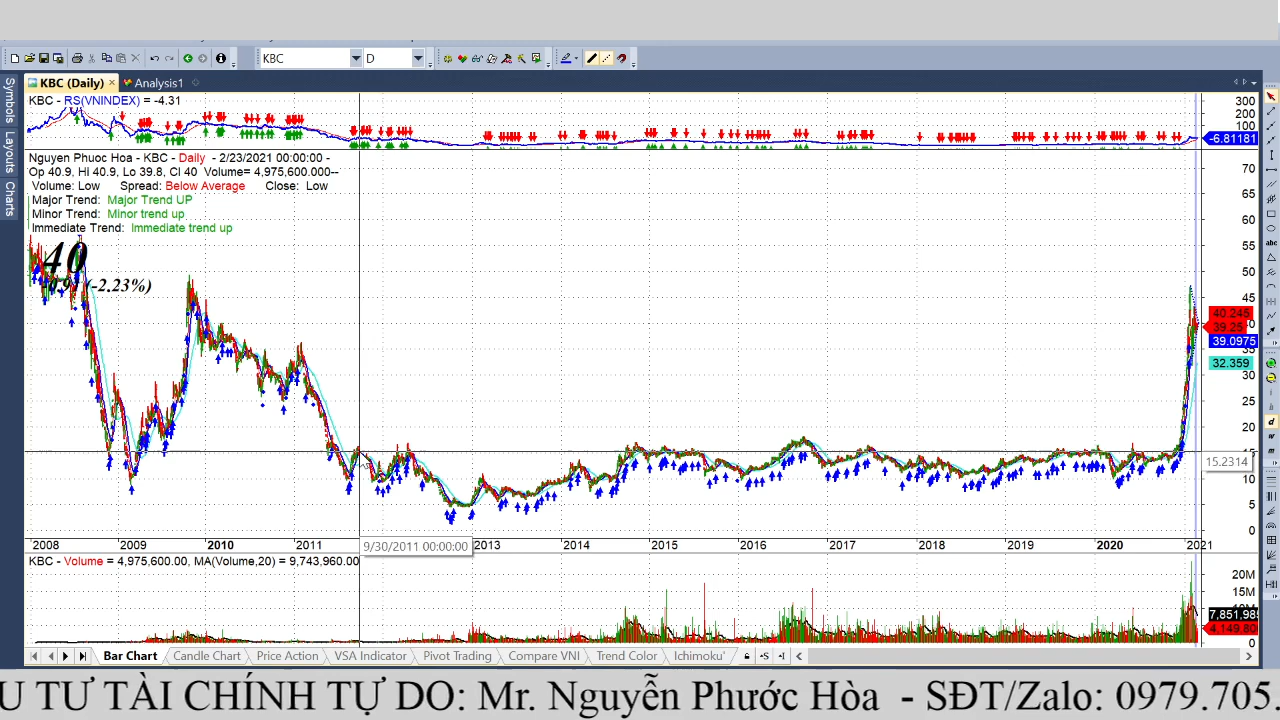 KBC
D
KBC (Daily)
Analysis1
Symbols
Layouts
Charts
KBC - RS(VNINDEX) = -4.31
300
200
100
-6.81181
Nguyen Phuoc Hoa - KBC - Daily - 2/23/2021 00:00:00 -
Op 40.9, Hi 40.9, Lo 39.8, Cl 40 Volume= 4,975,600.000--
Volume: Low Spread: Below Average Close: Low
Major Trend: Major Trend UP
Minor Trend: Minor trend up
Immediate Trend: Immediate trend up
40
(-2.23%)
70
65
60
55
50
45
40.245
39.25
39.0975
35
32.359
30
25
20
15.2314
10
5
0
2008 2009 2010 2011 9/30/2011 00:00:00 2013 2014 2015 2016 2017 2018 2019 2020 2021
KBC - Volume = 4,975,600.00, MA(Volume,20) = 9,743,960.00
20M
15M
7,851,985
4,149,80
0
Bar Chart Candle Chart Price Action VSA Indicator Pivot Trading Compare VNI Trend Color Ichimoku'
U TƯ TÀI CHÍNH TỰ DO: Mr. Nguyễn Phước Hòa - SĐT/Zalo: 0979.705.